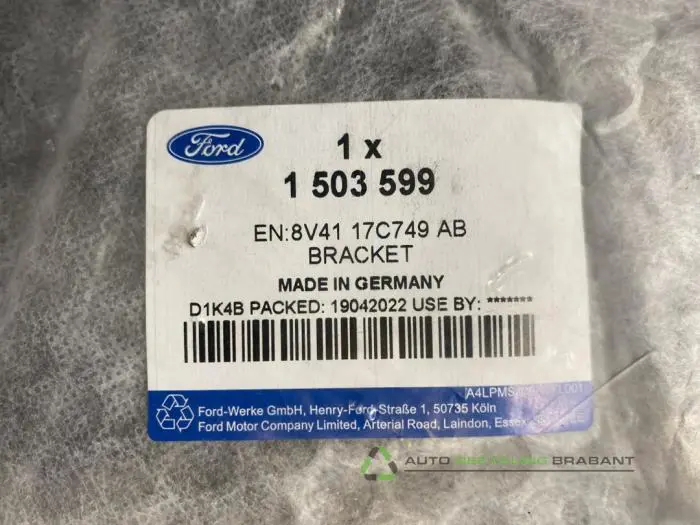 Ford
1 x
1 503 599
EN:8V41 17C749 AB
BRACKET
MADE IN GERMANY
D1K4B PACKED: 19042022 USE BY: *******
Ford-Werke GmbH, Henry-Ford-Straße 1, 50735 Köln
Ford Motor Company Limited, Arterial Road, Laindon, Essex
AUTO RECYCLING BRABANT